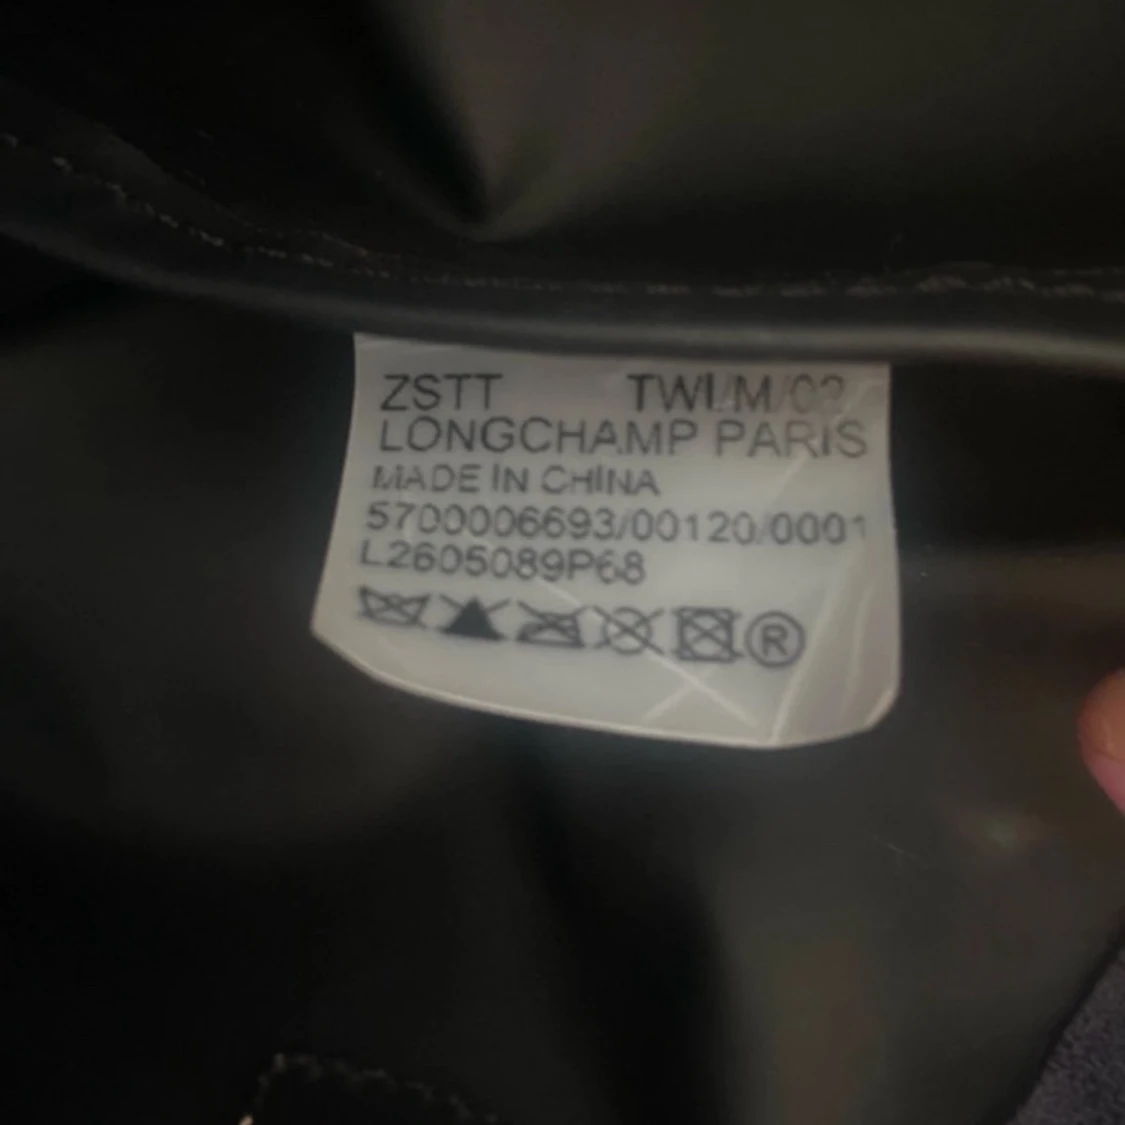 ZSTT TWI/M/02
LONGCHAMP PARIS
MADE IN CHINA
5700006693/00120/0001
L2605089P68
®